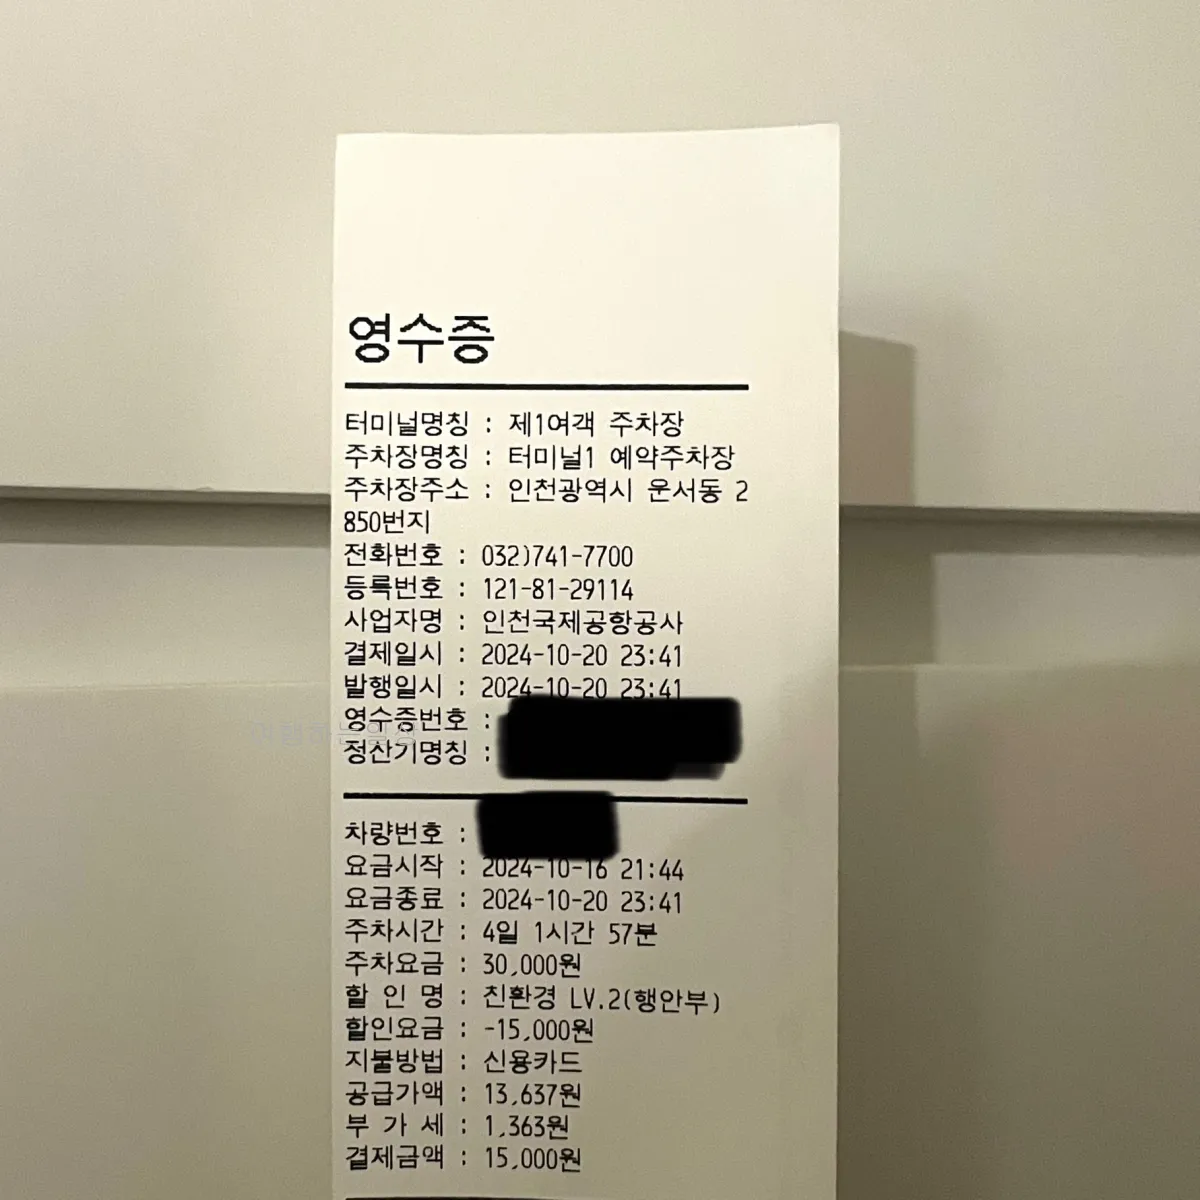 영수증
터미널명칭 : 제1여객 주차장
주차장명칭 : 터미널1 예약주차장
주차장주소 : 인천광역시 운서동 2
850번지
전화번호 : 032)741-7700
등록번호 : 121-81-29114
사업자명 : 인천국제공항공사
결제일시 : 2024-10-20 23:41
발행일시 : 2024-10-20 23:41
영수증번호 :
정산기명칭 :
차량번호 :
요금시작 : 2024-10-16 21:44
요금종료 : 2024-10-20 23:41
주차시간 : 4일 1시간 57분
주차요금 : 30,000원
할 인 명 : 친환경 LV.2(행안부)
할인요금 : -15,000원
지불방법 : 신용카드
공급가액 : 13,637원
부 가 세 : 1,363원
결제금액 : 15,000원